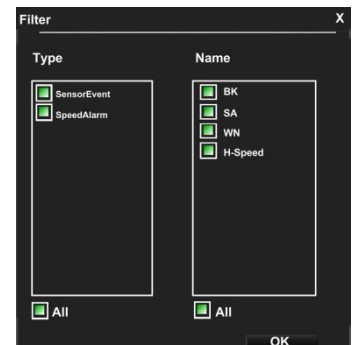 Filter X
Type Name
SensorEvent BK
SpeedAlarm SA
WN
H-Speed
All All
OK